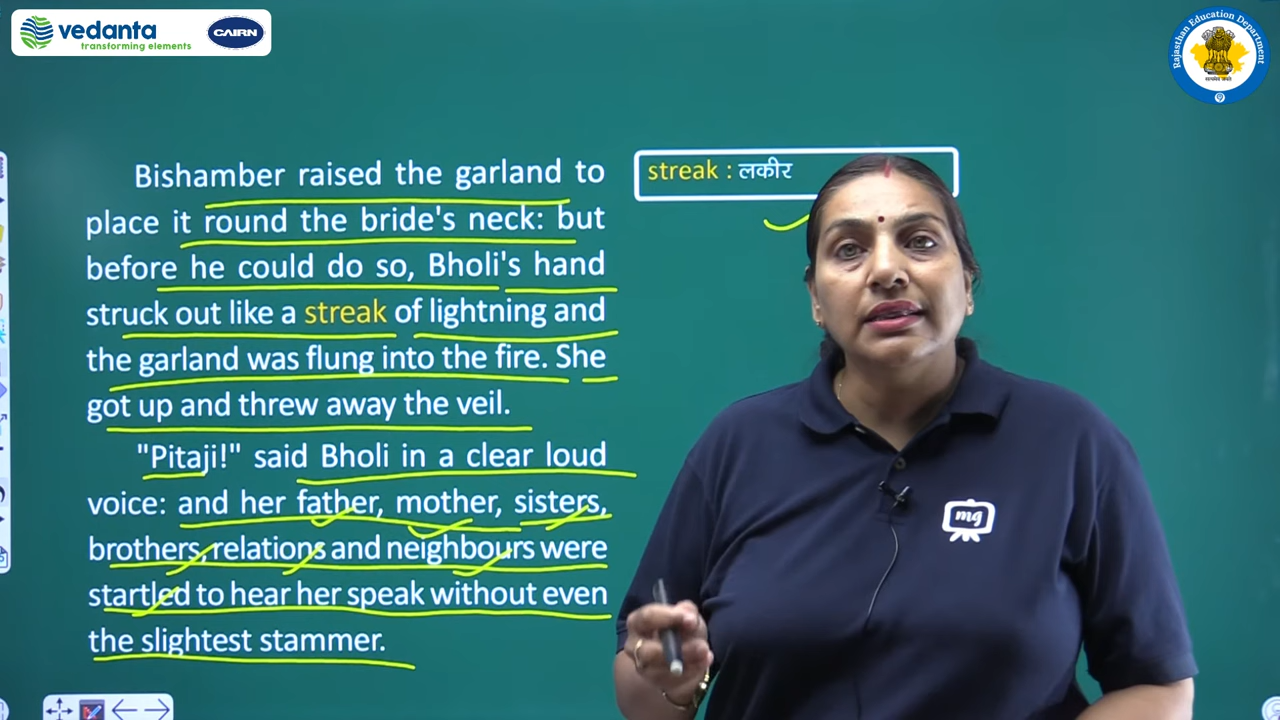 vedanta
transforming elements
CAIRN
Rajasthan Education Department
Bishamber raised the garland to
place it round the bride's neck: but
before he could do so, Bholi's hand
struck out like a streak of lightning and
the garland was flung into the fire. She
got up and threw away the veil.
"Pitaji!" said Bholi in a clear loud
voice: and her father, mother, sisters,
brothers, relations and neighbours were
startled to hear her speak without even
the slightest stammer.
streak : लकीर
mg